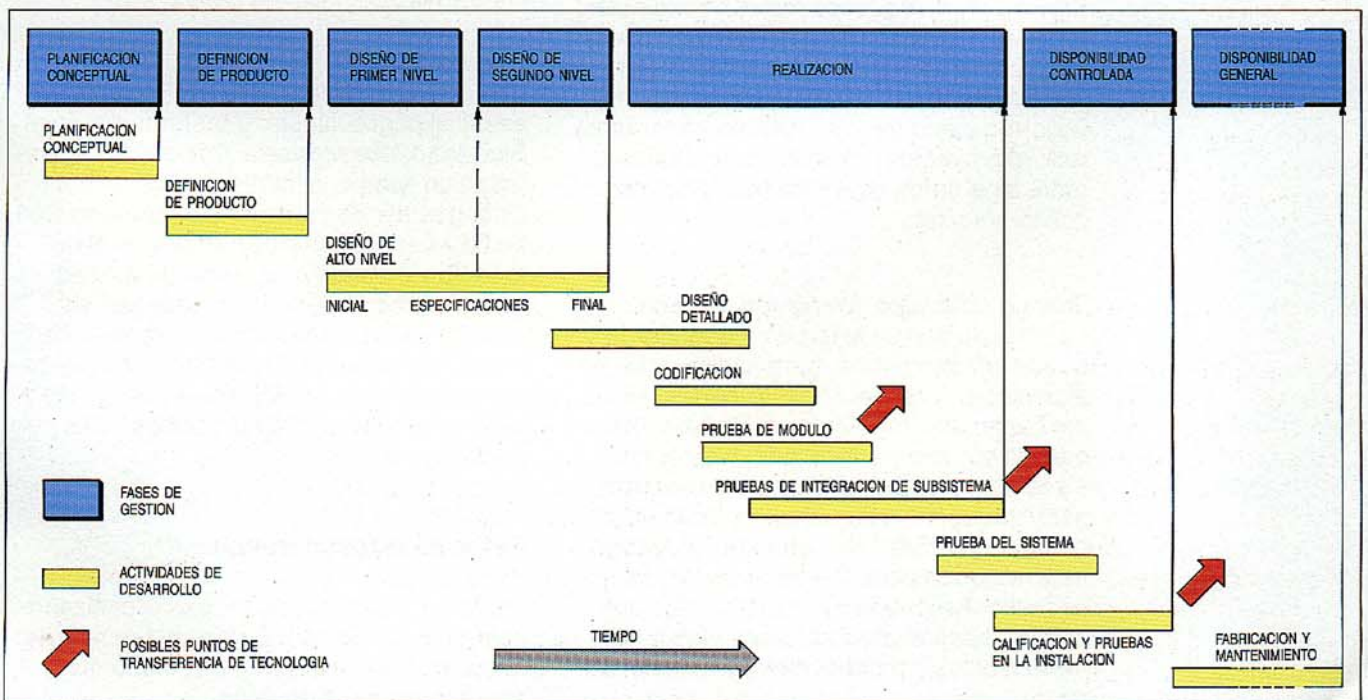 PLANIFICACION
CONCEPTUAL
DEFINICION
DE PRODUCTO
DISEÑO DE
PRIMER NIVEL
DISEÑO DE
SEGUNDO NIVEL
REALIZACION
DISPONIBILIDAD
CONTROLADA
DISPONIBILIDAD
GENERAL
PLANIFICACION
CONCEPTUAL
DEFINICION
DE PRODUCTO
DISEÑO DE
ALTO NIVEL
INICIAL ESPECIFICACIONES FINAL
DISEÑO
DETALLADO
CODIFICACION
PRUEBA DE MODULO
PRUEBAS DE INTEGRACION DE SUBSISTEMA
PRUEBA DEL SISTEMA
CALIFICACION Y PRUEBAS
EN LA INSTALACION
FABRICACION Y
MANTENIMIENTO
FASES DE
GESTION
ACTIVIDADES DE
DESARROLLO
POSIBLES PUNTOS DE
TRANSFERENCIA DE TECNOLOGIA
TIEMPO